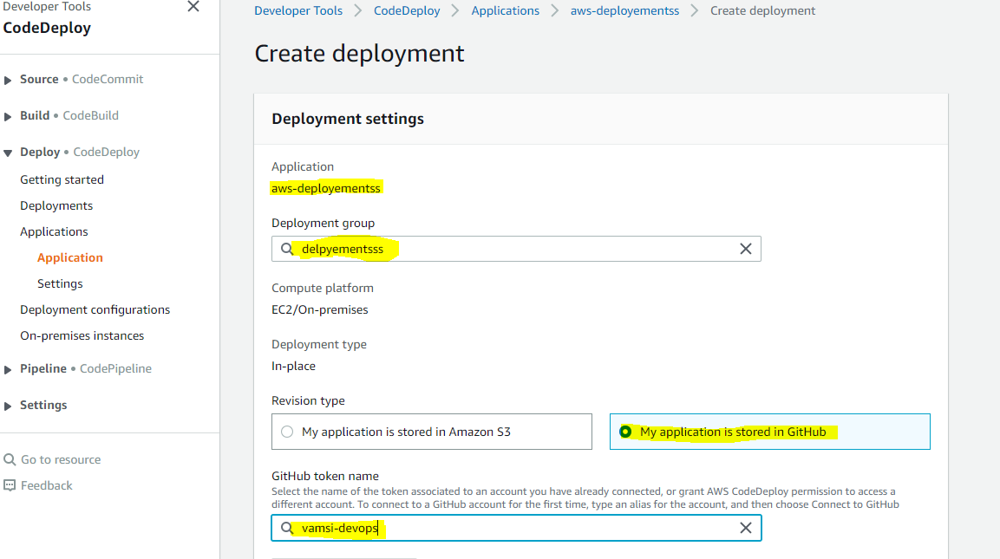 Developer Tools
CodeDeploy
Source • CodeCommit
Build • CodeBuild
Deploy • CodeDeploy
Getting started
Deployments
Applications
Application
Settings
Deployment configurations
On-premises instances
Pipeline • CodePipeline
Settings
Go to resource
Feedback
Developer Tools > CodeDeploy > Applications > aws-deployementss > Create deployment
Create deployment
Deployment settings
Application
aws-deployementss
Deployment group
delpyementsss
Compute platform
EC2/On-premises
Deployment type
In-place
Revision type
My application is stored in Amazon S3
My application is stored in GitHub
GitHub token name
Select the name of the token associated to an account you have already connected, or grant AWS CodeDeploy permission to access a
different account. To connect to a GitHub account for the first time, type an alias for the account, and then choose Connect to GitHub
vamsi-devops